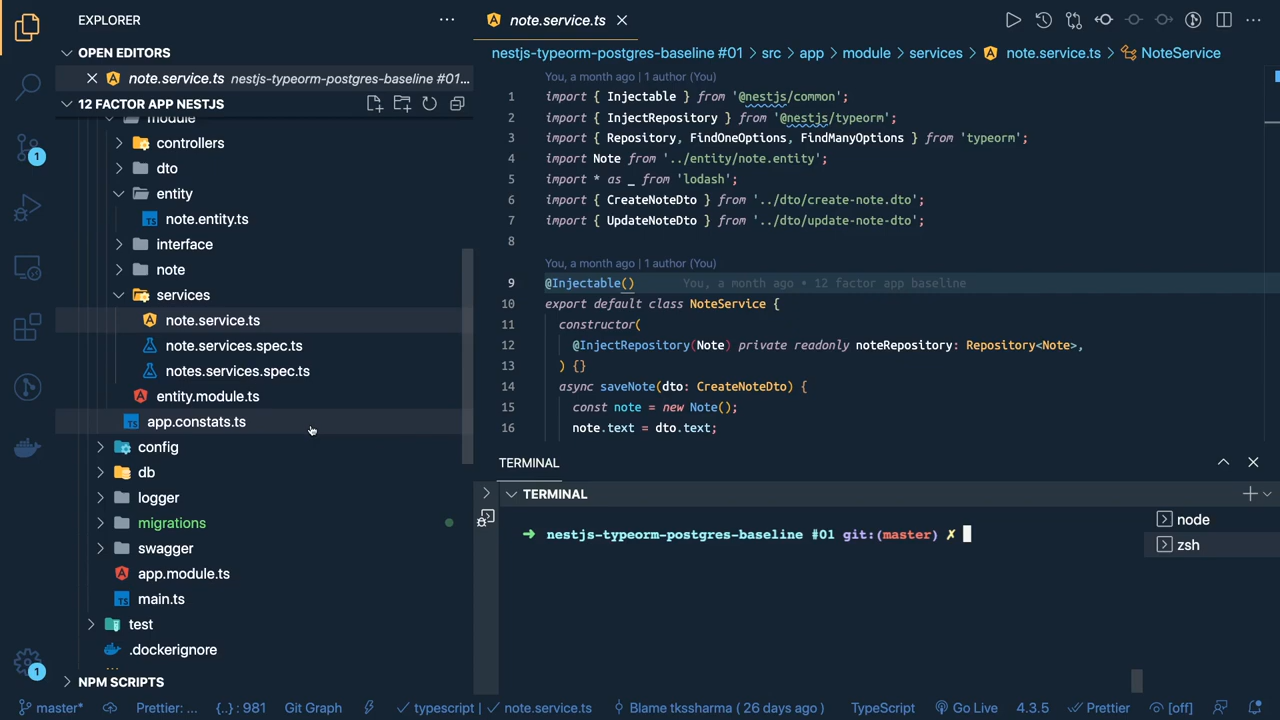 EXPLORER
OPEN EDITORS
note.service.ts nestjs-typeorm-postgres-baseline #01...
12 FACTOR APP NESTJS
module
controllers
dto
entity
note.entity.ts
interface
note
services
note.service.ts
note.services.spec.ts
notes.services.spec.ts
entity.module.ts
app.constats.ts
config
db
logger
migrations
swagger
app.module.ts
main.ts
test
.dockerignore
NPM SCRIPTS
1
1
note.service.ts
nestjs-typeorm-postgres-baseline #01 > src > app > module > services > note.service.ts > NoteService
You, a month ago | 1 author (You)
1 import { Injectable } from '@nestjs/common';
2 import { InjectRepository } from '@nestjs/typeorm';
3 import { Repository, FindOneOptions, FindManyOptions } from 'typeorm';
4 import Note from '../entity/note.entity';
5 import * as _ from 'lodash';
6 import { CreateNoteDto } from '../dto/create-note.dto';
7 import { UpdateNoteDto } from '../dto/update-note-dto';
8
You, a month ago | 1 author (You)
9 @Injectable() You, a month ago • 12 factor app baseline
10 export default class NoteService {
11 constructor(
12 @InjectRepository(Note) private readonly noteRepository: Repository<Note>,
13 ) {}
14 async saveNote(dto: CreateNoteDto) {
15 const note = new Note();
16 note.text = dto.text;
TERMINAL
TERMINAL
➜ nestjs-typeorm-postgres-baseline #01 git:(master) ✗
node
zsh
master* Prettier: ... {..} : 981 Git Graph typescript | ✓ note.service.ts Blame tkssharma ( 26 days ago ) TypeScript Go Live 4.3.5 Prettier [off]